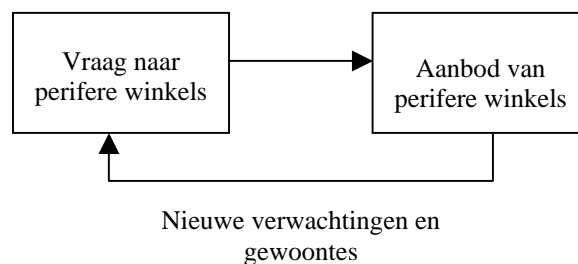 Vraag naar
perifere winkels
Aanbod van
perifere winkels
Nieuwe verwachtingen en
gewoontes